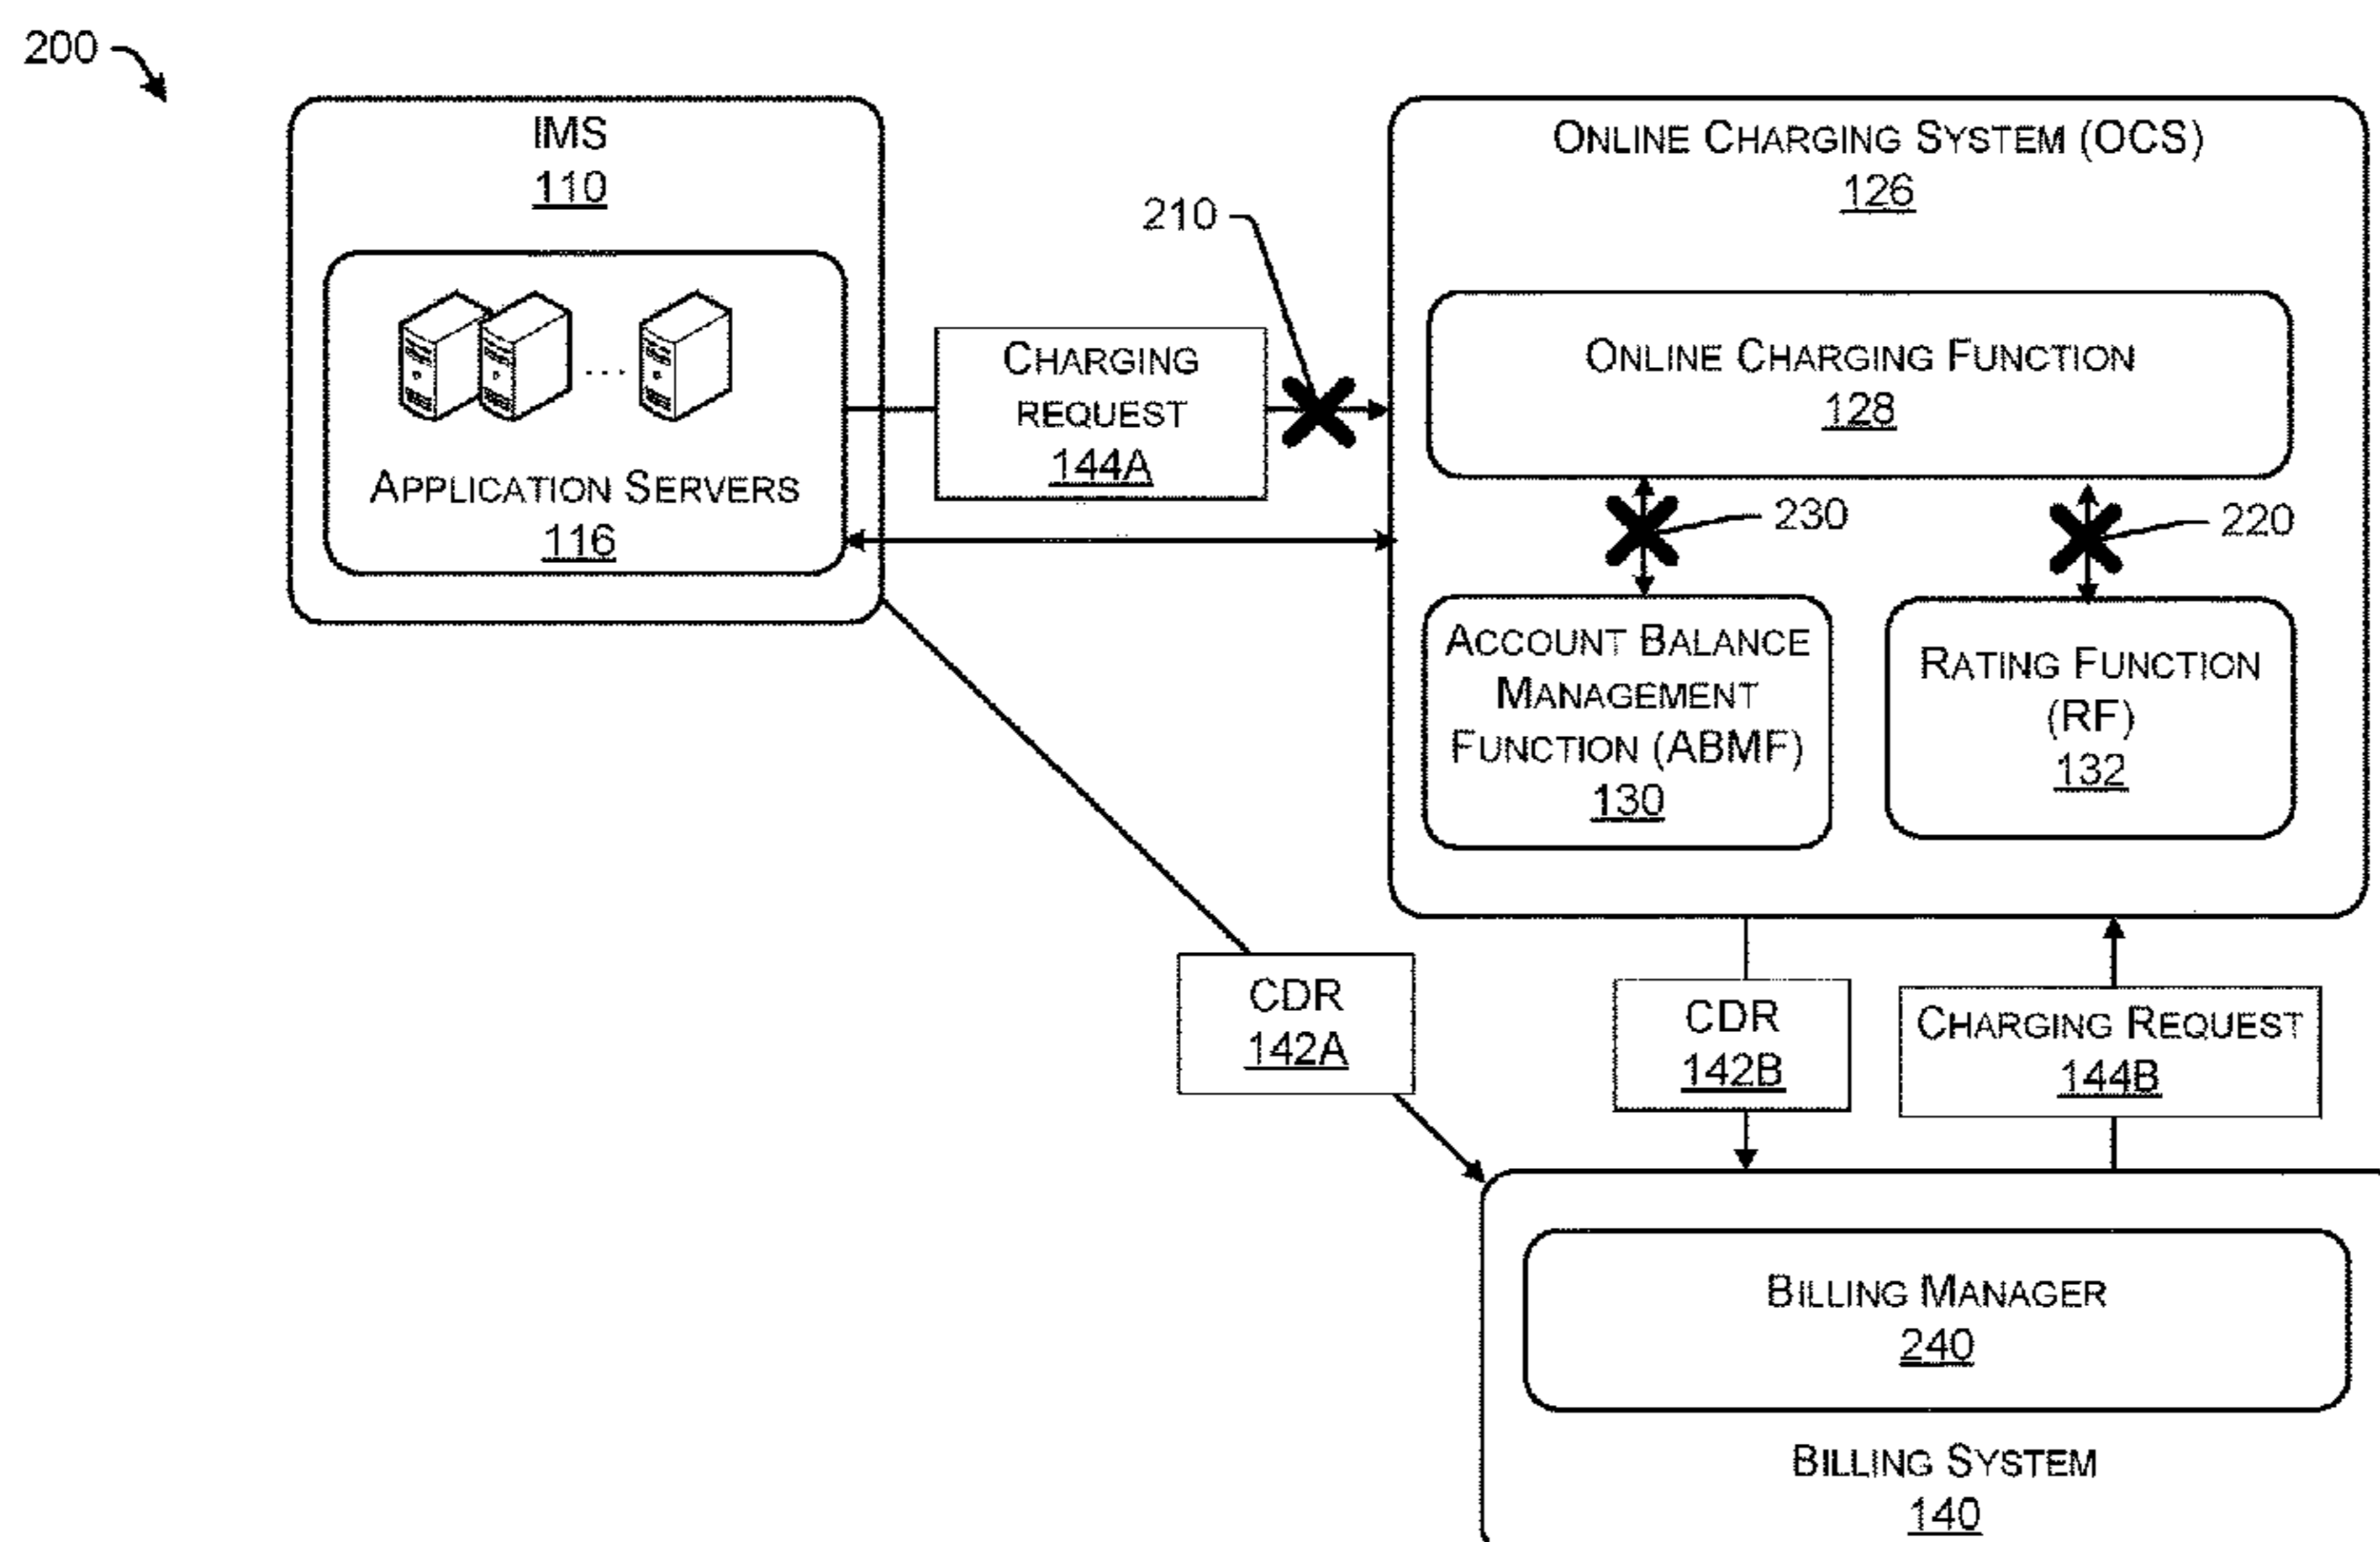 200
IMS
110
APPLICATION SERVERS
116
CHARGING
REQUEST
144A
210
ONLINE CHARGING SYSTEM (OCS)
126
ONLINE CHARGING FUNCTION
128
230
220
ACCOUNT BALANCE
MANAGEMENT
FUNCTION (ABMF)
130
RATING FUNCTION
(RF)
132
CDR
142A
CDR
142B
CHARGING REQUEST
144B
BILLING MANAGER
240
BILLING SYSTEM
140